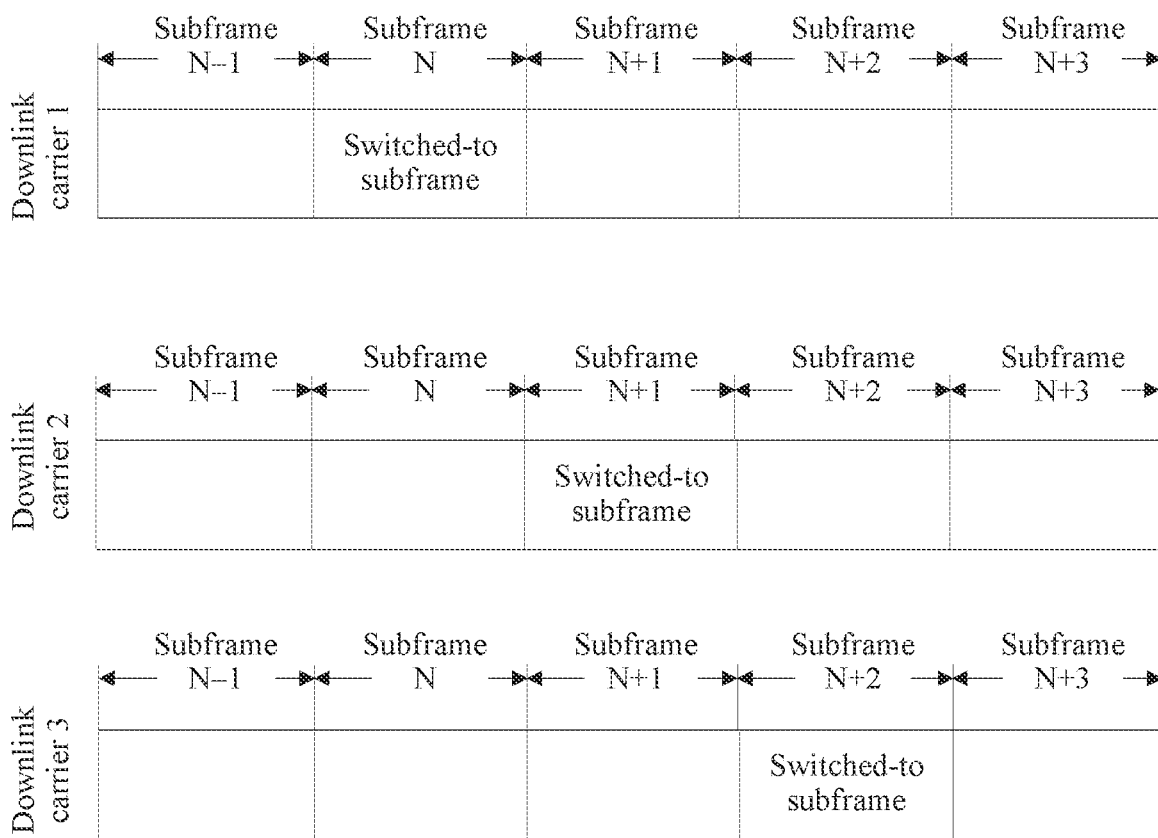 Subframe Subframe Subframe Subframe Subframe
N–1 N N+1 N+2 N+3
Downlink
carrier 1
Switched-to
subframe
Subframe Subframe Subframe Subframe Subframe
N–1 N N+1 N+2 N+3
Downlink
carrier 2
Switched-to
subframe
Subframe Subframe Subframe Subframe Subframe
N–1 N N+1 N+2 N+3
Downlink
carrier 3
Switched-to
subframe